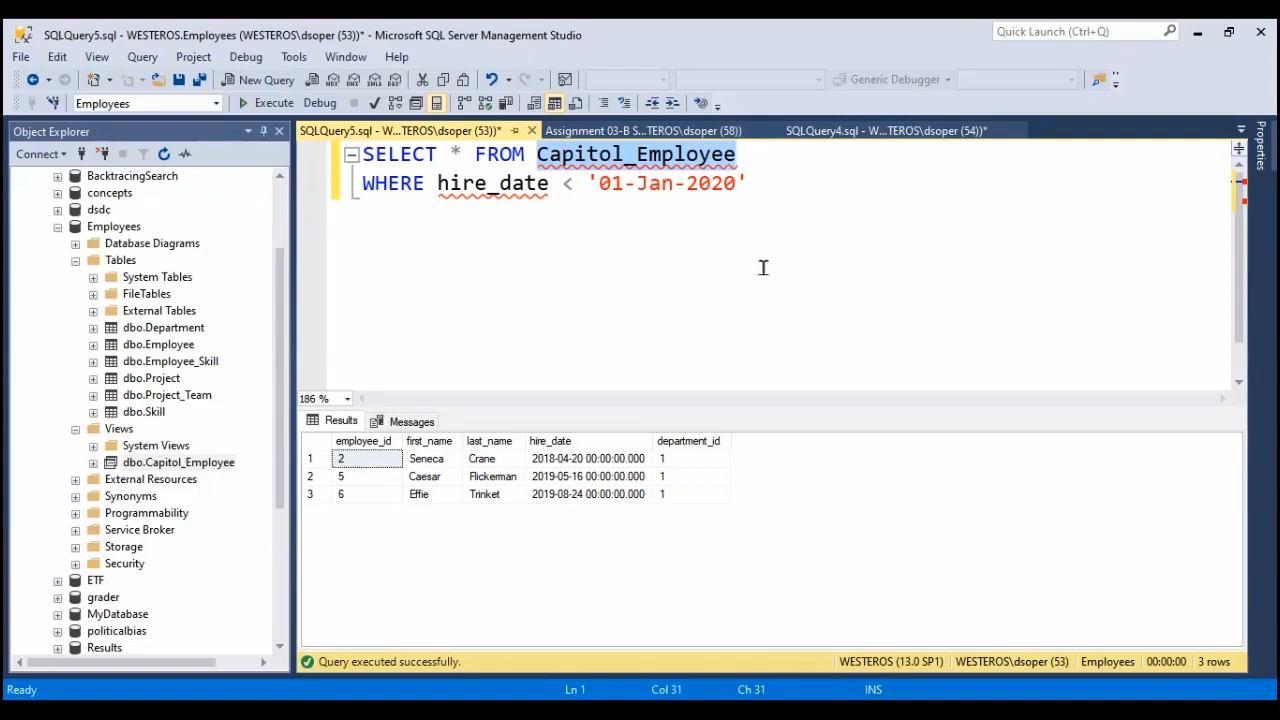 SQLQuery5.sql - WESTEROS.Employees (WESTEROS\dsoper (53))* - Microsoft SQL Server Management Studio
Quick Launch (Ctrl+Q)
File Edit View Query Project Debug Tools Window Help
New Query
Generic Debugger
Employees
Execute Debug
Object Explorer
SQLQuery5.sql - W...TEROS\dsoper (53))*
Assignment 03-B S...TEROS\dsoper (58))
SQLQuery4.sql - W...TEROS\dsoper (54))*
Properties
Connect
BacktracingSearch
concepts
dsdc
Employees
Database Diagrams
Tables
System Tables
FileTables
External Tables
dbo.Department
dbo.Employee
dbo.Employee_Skill
dbo.Project
dbo.Project_Team
dbo.Skill
Views
System Views
dbo.Capitol_Employee
External Resources
Synonyms
Programmability
Service Broker
Storage
Security
ETF
grader
MyDatabase
politicalbias
Results
SELECT * FROM Capitol_Employee
WHERE hire_date < '01-Jan-2020'
186 %
Results Messages
employee_id first_name last_name hire_date department_id
1 2 Seneca Crane 2018-04-20 00:00:00.000 1
2 5 Caesar Flickerman 2019-05-16 00:00:00.000 1
3 6 Effie Trinket 2019-08-24 00:00:00.000 1
Query executed successfully.
WESTEROS (13.0 SP1) WESTEROS\dsoper (53) Employees 00:00:00 3 rows
Ready Ln 1 Col 31 Ch 31 INS